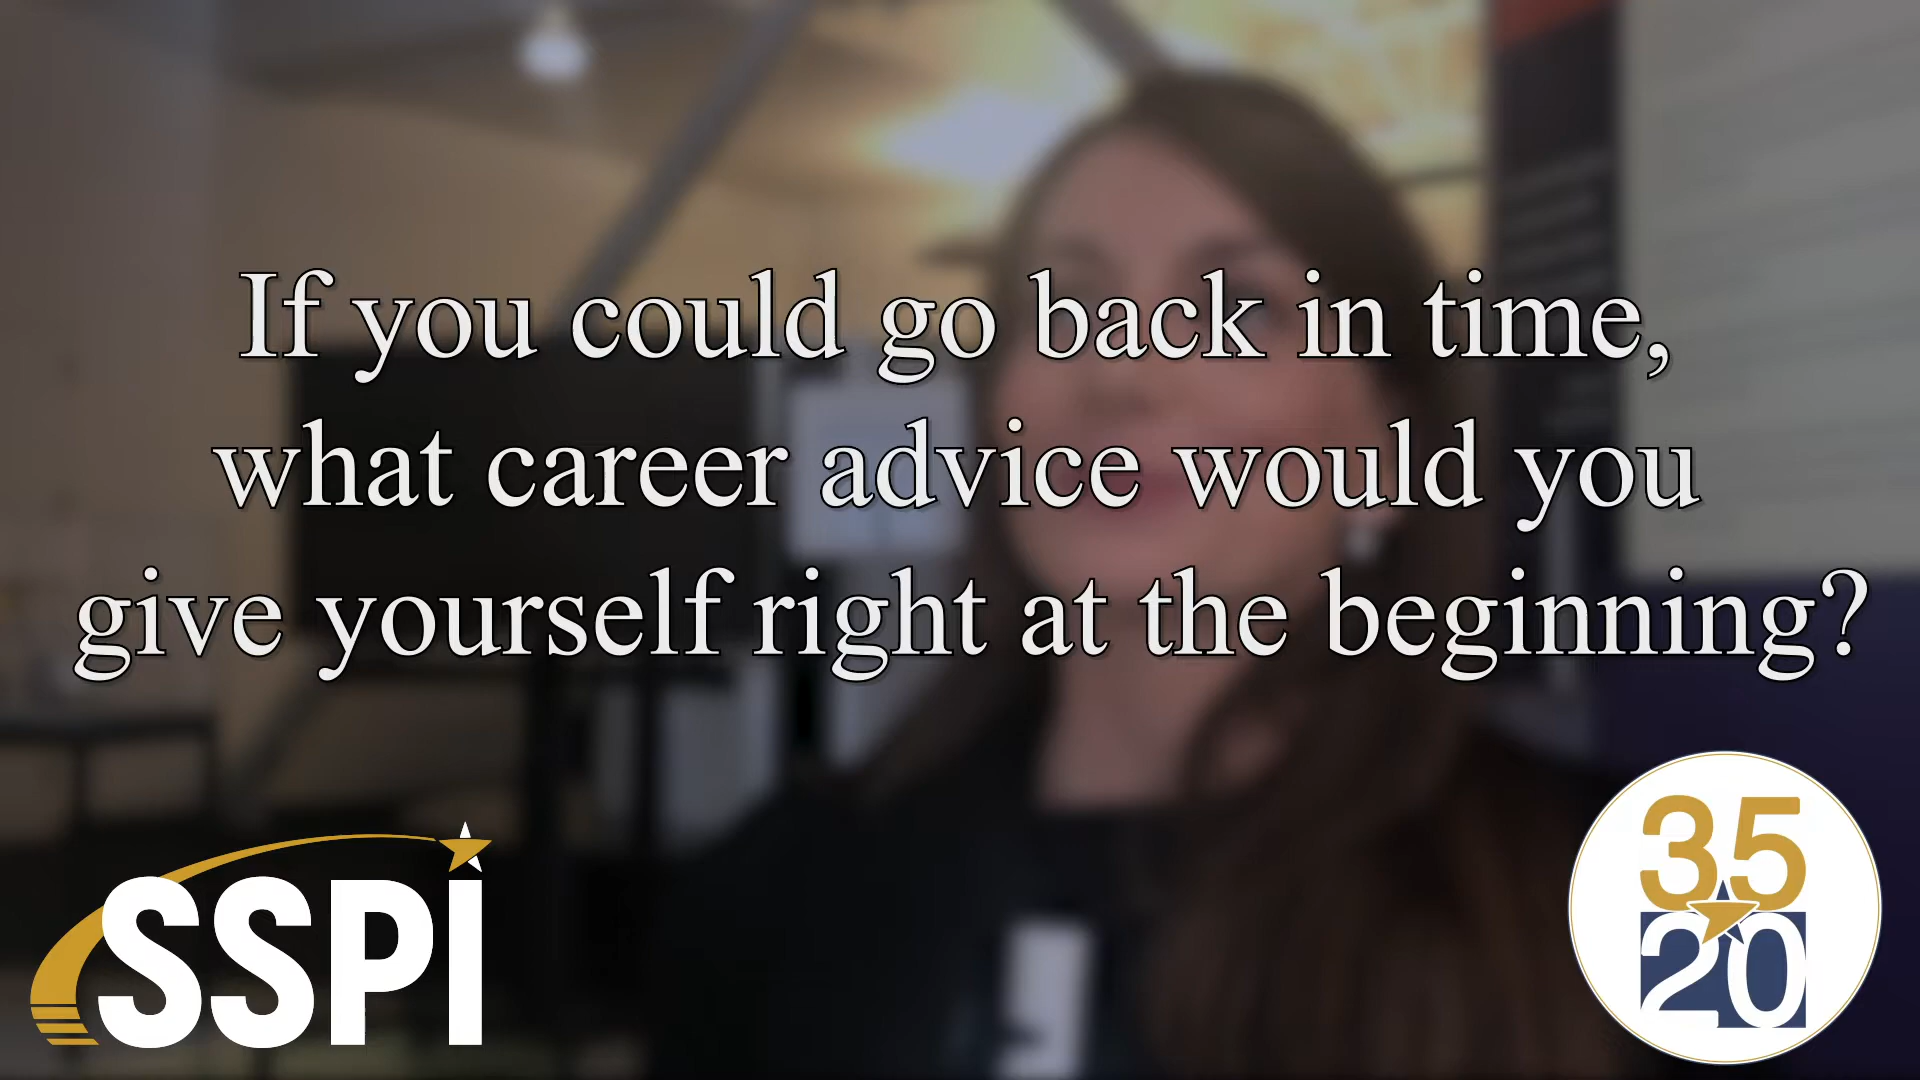 If you could go back in time,
what career advice would you
give yourself right at the beginning?
SSPI
35
20